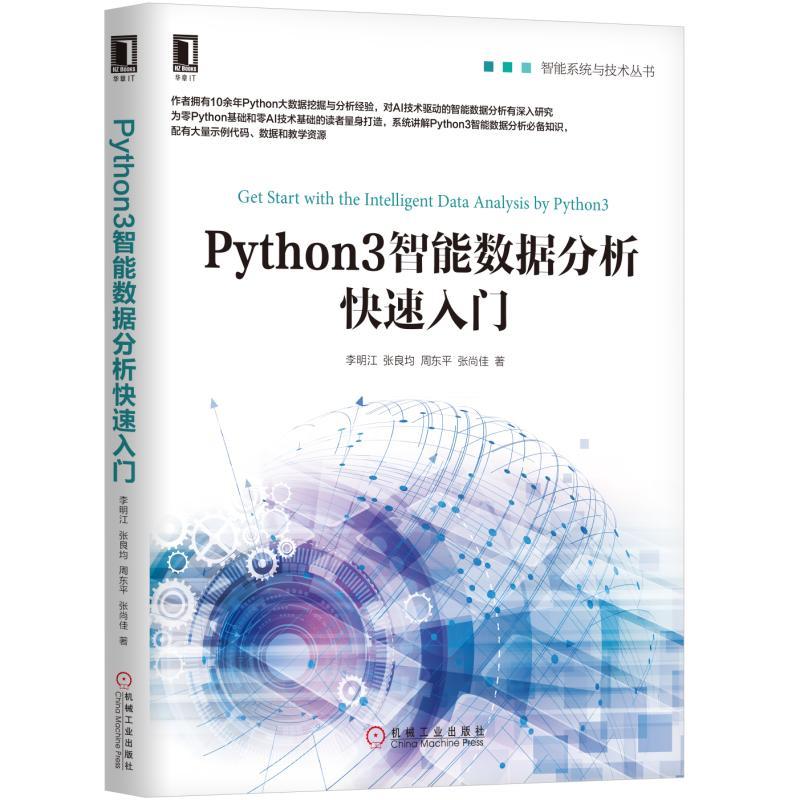 HZ Books
华章IT
Python3智能数据分析快速入门
李明江 张良均 周东平 张尚佳 著
机械工业出版社
China Machine Press
HZ Books
华章IT
智能系统与技术丛书
作者拥有10余年Python大数据挖掘与分析经验，对AI技术驱动的智能数据分析有深入研究
为零Python基础和零AI技术基础的读者量身打造，系统讲解Python3智能数据分析必备知识，
配有大量示例代码、数据和教学资源
Get Start with the Intelligent Data Analysis by Python3
Python3智能数据分析
快速入门
李明江 张良均 周东平 张尚佳 著
机械工业出版社
China Machine Press